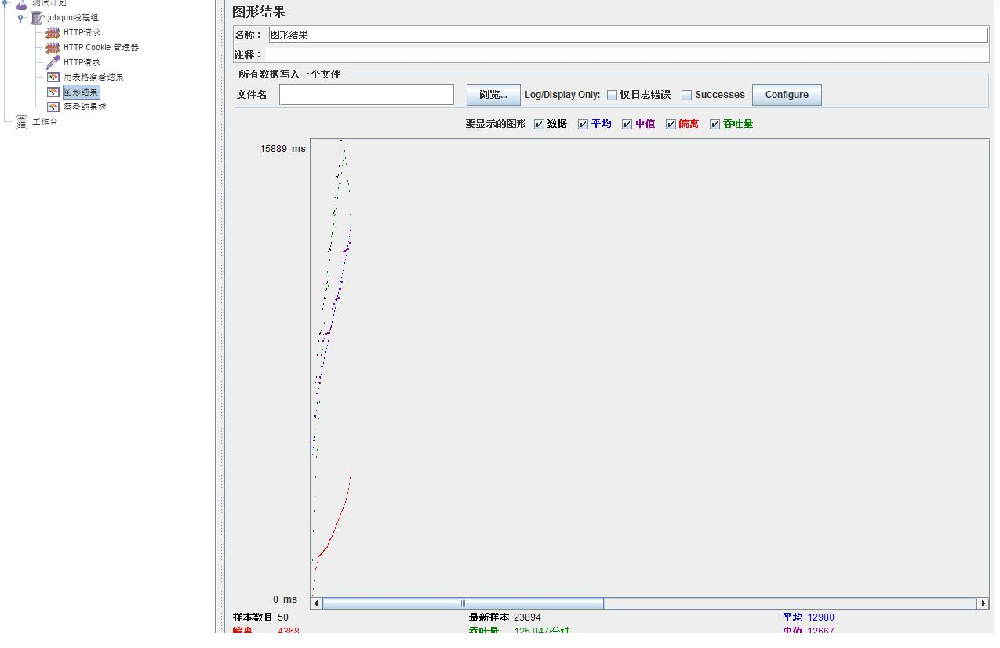 测试计划
jobqun线程组
HTTP请求
HTTP Cookie 管理器
HTTP请求
用表格察看结果
图形结果
察看结果树
工作台
图形结果
名称： 图形结果
注释：
所有数据写入一个文件
文件名 浏览... Log/Display Only: 仅日志错误 Successes Configure
要显示的图形 数据 平均 中值 偏离 吞吐量
15889 ms
0 ms
样本数目 50 最新样本 23894 平均 12980
偏离 4368 吞吐量 125.047/分钟 中值 12667